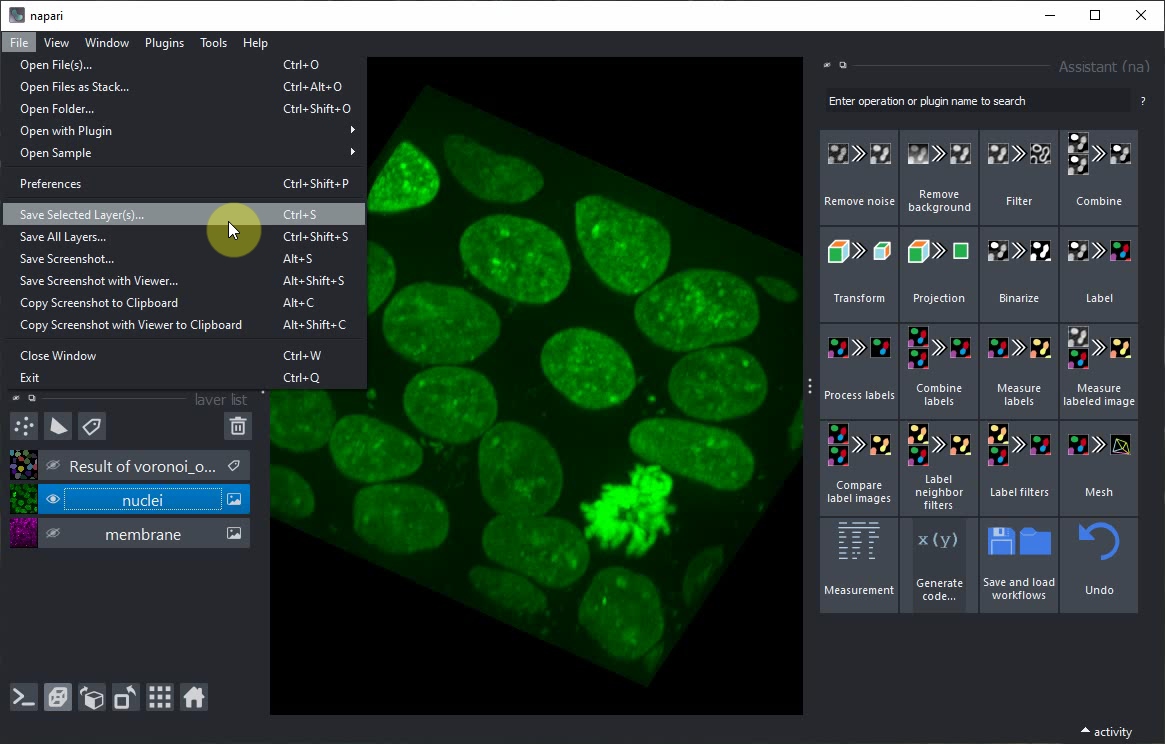 napari
File View Window Plugins Tools Help
Open File(s)... Ctrl+O
Open Files as Stack... Ctrl+Alt+O
Open Folder... Ctrl+Shift+O
Open with Plugin
Open Sample
Preferences Ctrl+Shift+P
Save Selected Layer(s)... Ctrl+S
Save All Layers... Ctrl+Shift+S
Save Screenshot... Alt+S
Save Screenshot with Viewer... Alt+Shift+S
Copy Screenshot to Clipboard Alt+C
Copy Screenshot with Viewer to Clipboard Alt+Shift+C
Close Window Ctrl+W
Exit Ctrl+Q
layer list
Result of voronoi_o...
nuclei
membrane
Assistant (na)
Enter operation or plugin name to search ?
Remove noise
Remove
background
Filter
Combine
Transform
Projection
Binarize
Label
Process labels
Combine
labels
Measure
labels
Measure
labeled image
Compare
label images
Label
neighbor
filters
Label filters
Mesh
Measurement
x(y)
Generate
code...
Save and load
workflows
Undo
activity